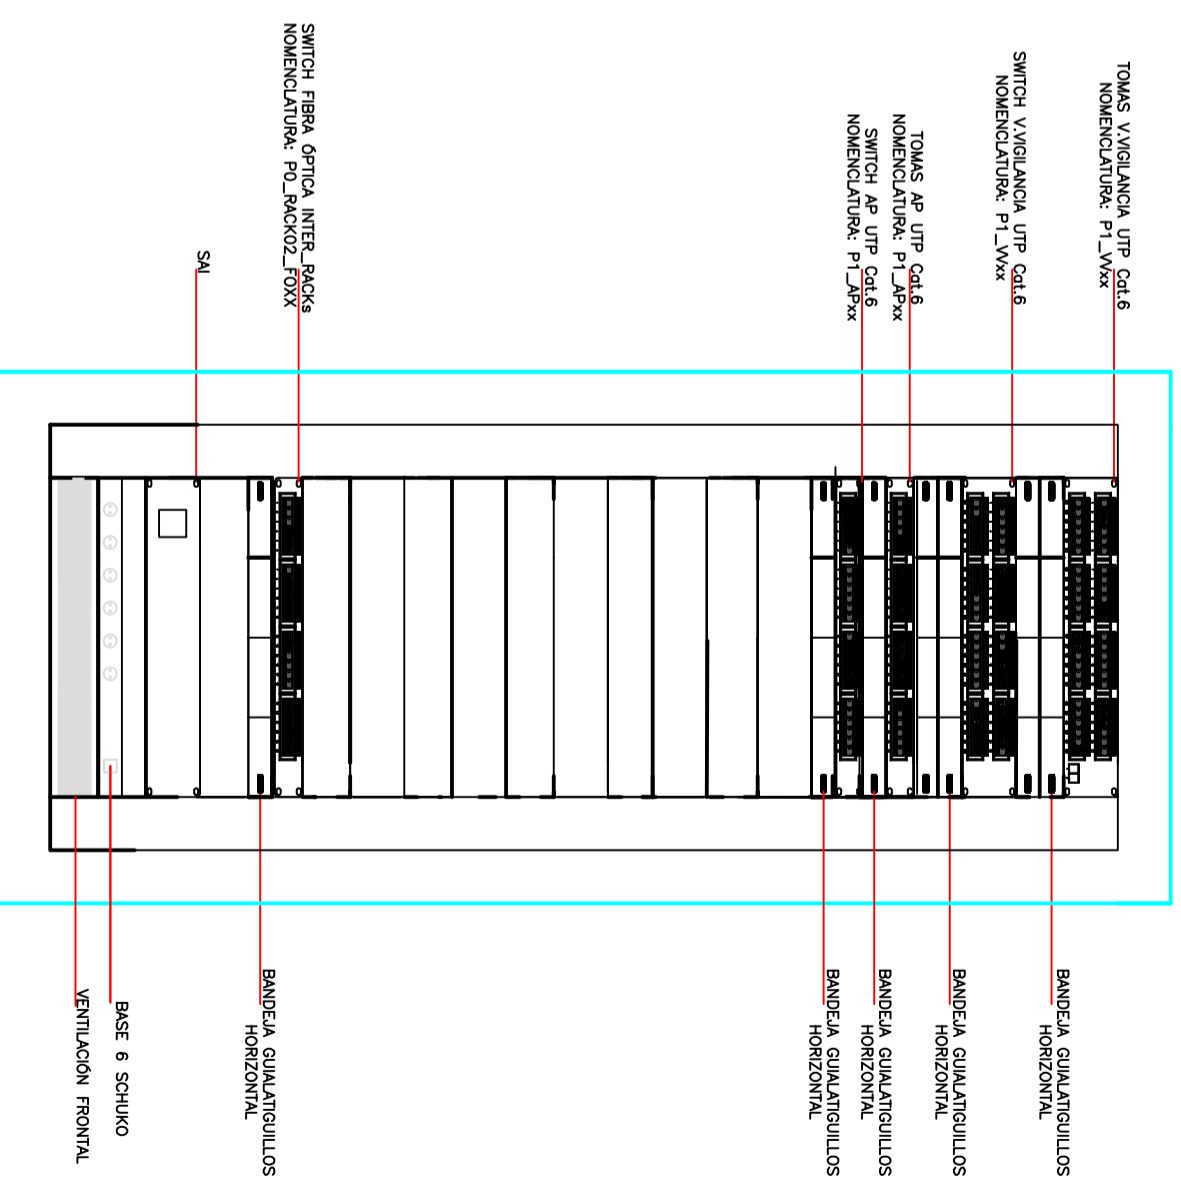 TOMAS V.VIGILANCIA UTP Cat.6
NOMENCLATURA: P1_VVxx
SWITCH V.VIGILANCIA UTP Cat.6
NOMENCLATURA: P1_VVxx
TOMAS AP UTP Cat.6
NOMENCLATURA: P1_APxx
SWITCH AP UTP Cat.6
NOMENCLATURA: P1_APxx
SWITCH FIBRA ÓPTICA INTER_RACKs
NOMENCLATURA: P0_RACK02_FOXX
SAI
BANDEJA GUIALATIGUILLOS
HORIZONTAL
BANDEJA GUIALATIGUILLOS
HORIZONTAL
BANDEJA GUIALATIGUILLOS
HORIZONTAL
BANDEJA GUIALATIGUILLOS
HORIZONTAL
BANDEJA GUIALATIGUILLOS
HORIZONTAL
BASE 6 SCHUKO
VENTILACIÓN FRONTAL